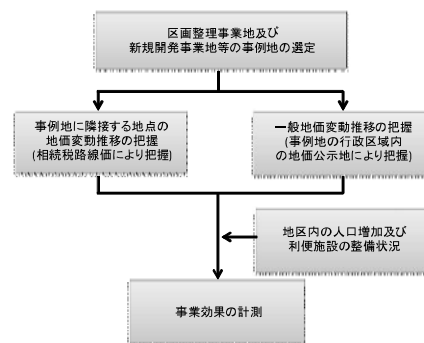 区画整理事業地及び
新規開発事業地等の事例地の選定
事例地に隣接する地点の
地価変動推移の把握
(相続税路線価により把握)
一般地価変動推移の把握
(事例地の行政区域内
の地価公示地により把握)
地区内の人口増加及び
利便施設の整備状況
事業効果の計測